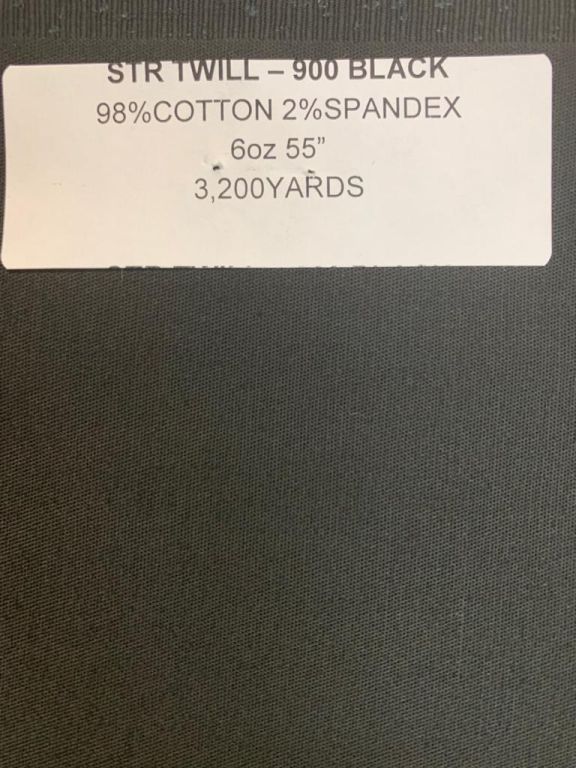 STR TWILL – 900 BLACK
98%COTTON 2%SPANDEX
6oz 55”
3,200YARDS